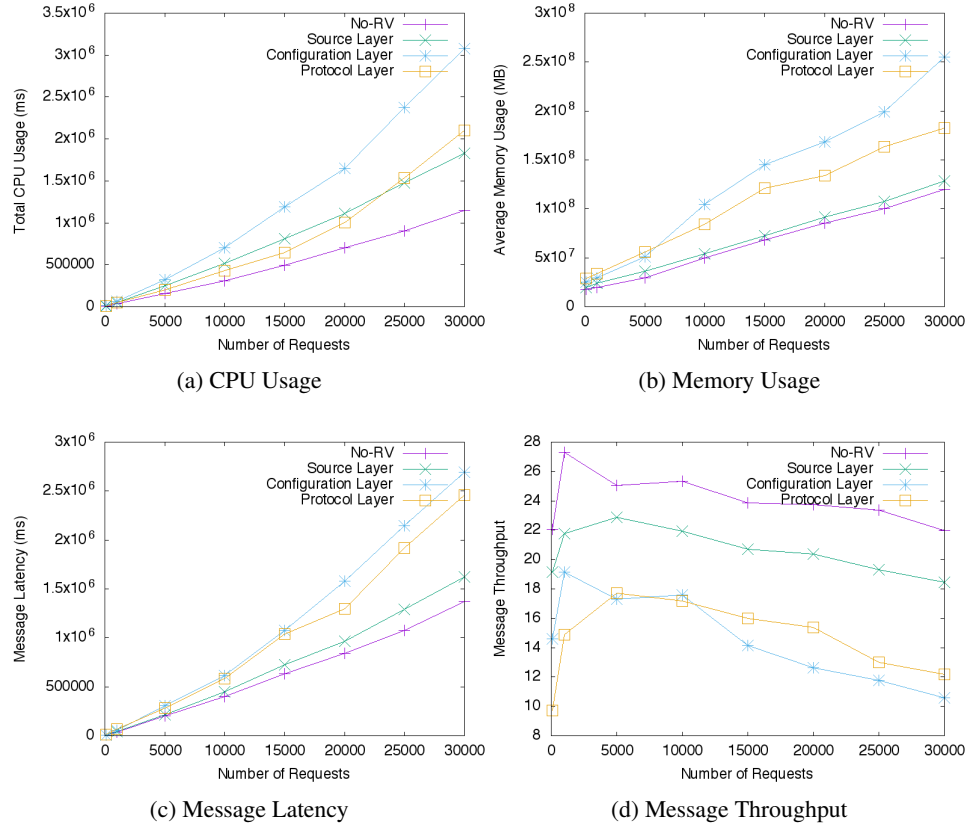 No-RV
Source Layer
Configuration Layer
Protocol Layer
Total CPU Usage (ms)
3.5x10^6
3x10^6
2.5x10^6
2x10^6
1.5x10^6
1x10^6
500000
0
0 5000 10000 15000 20000 25000 30000
Number of Requests
(a) CPU Usage
No-RV
Source Layer
Configuration Layer
Protocol Layer
Average Memory Usage (MB)
3x10^8
2.5x10^8
2x10^8
1.5x10^8
1x10^8
5x10^7
0
0 5000 10000 15000 20000 25000 30000
Number of Requests
(b) Memory Usage
No-RV
Source Layer
Configuration Layer
Protocol Layer
Message Latency (ms)
3x10^6
2.5x10^6
2x10^6
1.5x10^6
1x10^6
500000
0
0 5000 10000 15000 20000 25000 30000
Number of Requests
(c) Message Latency
No-RV
Source Layer
Configuration Layer
Protocol Layer
Message Throughput
28
26
24
22
20
18
16
14
12
10
8
0 5000 10000 15000 20000 25000 30000
Number of Requests
(d) Message Throughput